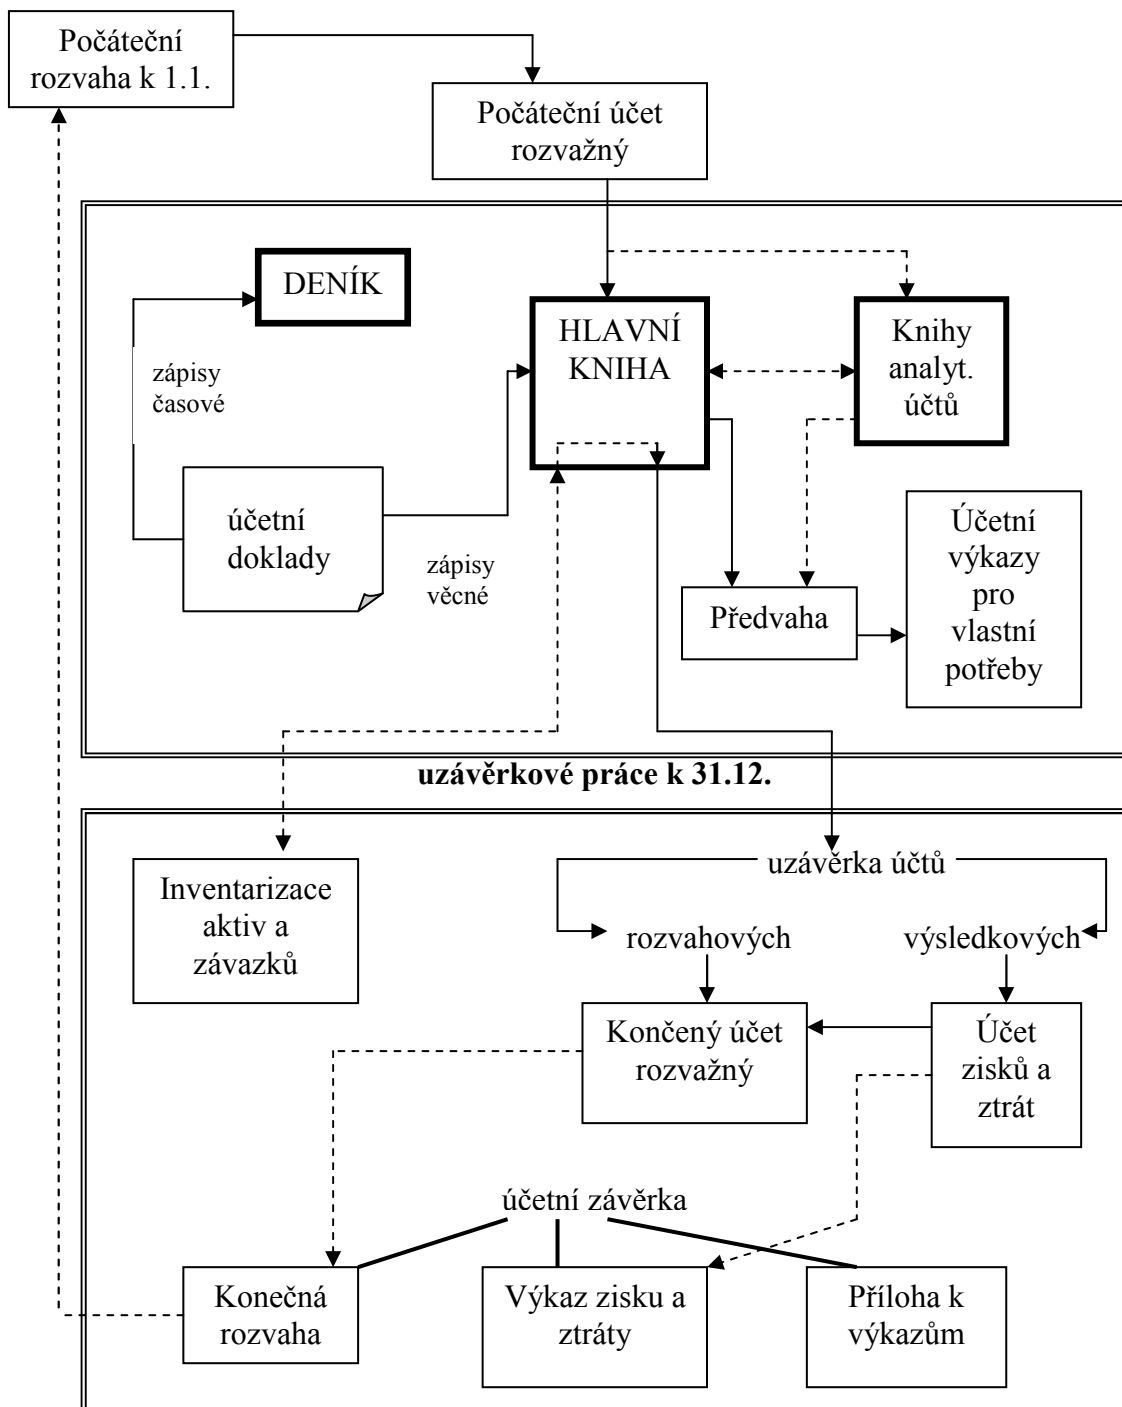 Počáteční
rozvaha k 1.1.
Počáteční účet
rozvažný
DENÍK
HLAVNÍ
KNIHA
Knihy
analyt.
účtů
zápisy
časové
účetní
doklady
zápisy
věcné
Předvaha
Účetní
výkazy
pro
vlastní
potřeby
uzávěrkové práce k 31.12.
Inventarizace
aktiv a
závazků
uzávěrka účtů
rozvahových
výsledkových
Končený účet
rozvažný
Účet
zisků a
ztrát
účetní závěrka
Konečná
rozvaha
Výkaz zisku a
ztráty
Příloha k
výkazům